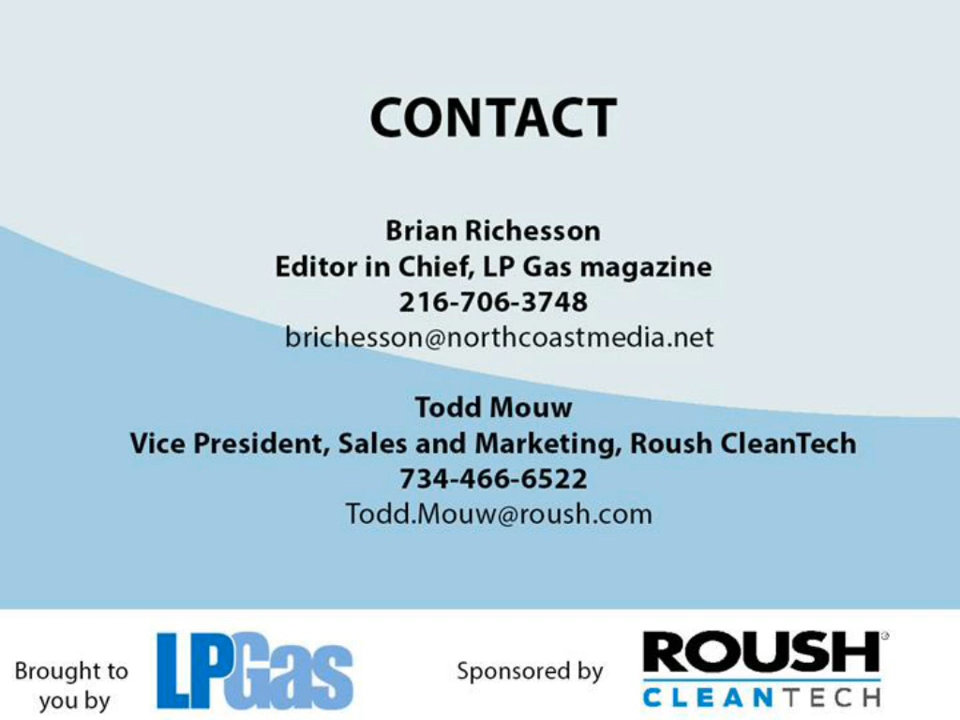 CONTACT
Brian Richesson
Editor in Chief, LP Gas magazine
216-706-3748
brichesson@northcoastmedia.net
Todd Mouw
Vice President, Sales and Marketing, Roush CleanTech
734-466-6522
Todd.Mouw@roush.com
Brought to
you by
LPGas
Sponsored by
ROUSH
CLEANTECH